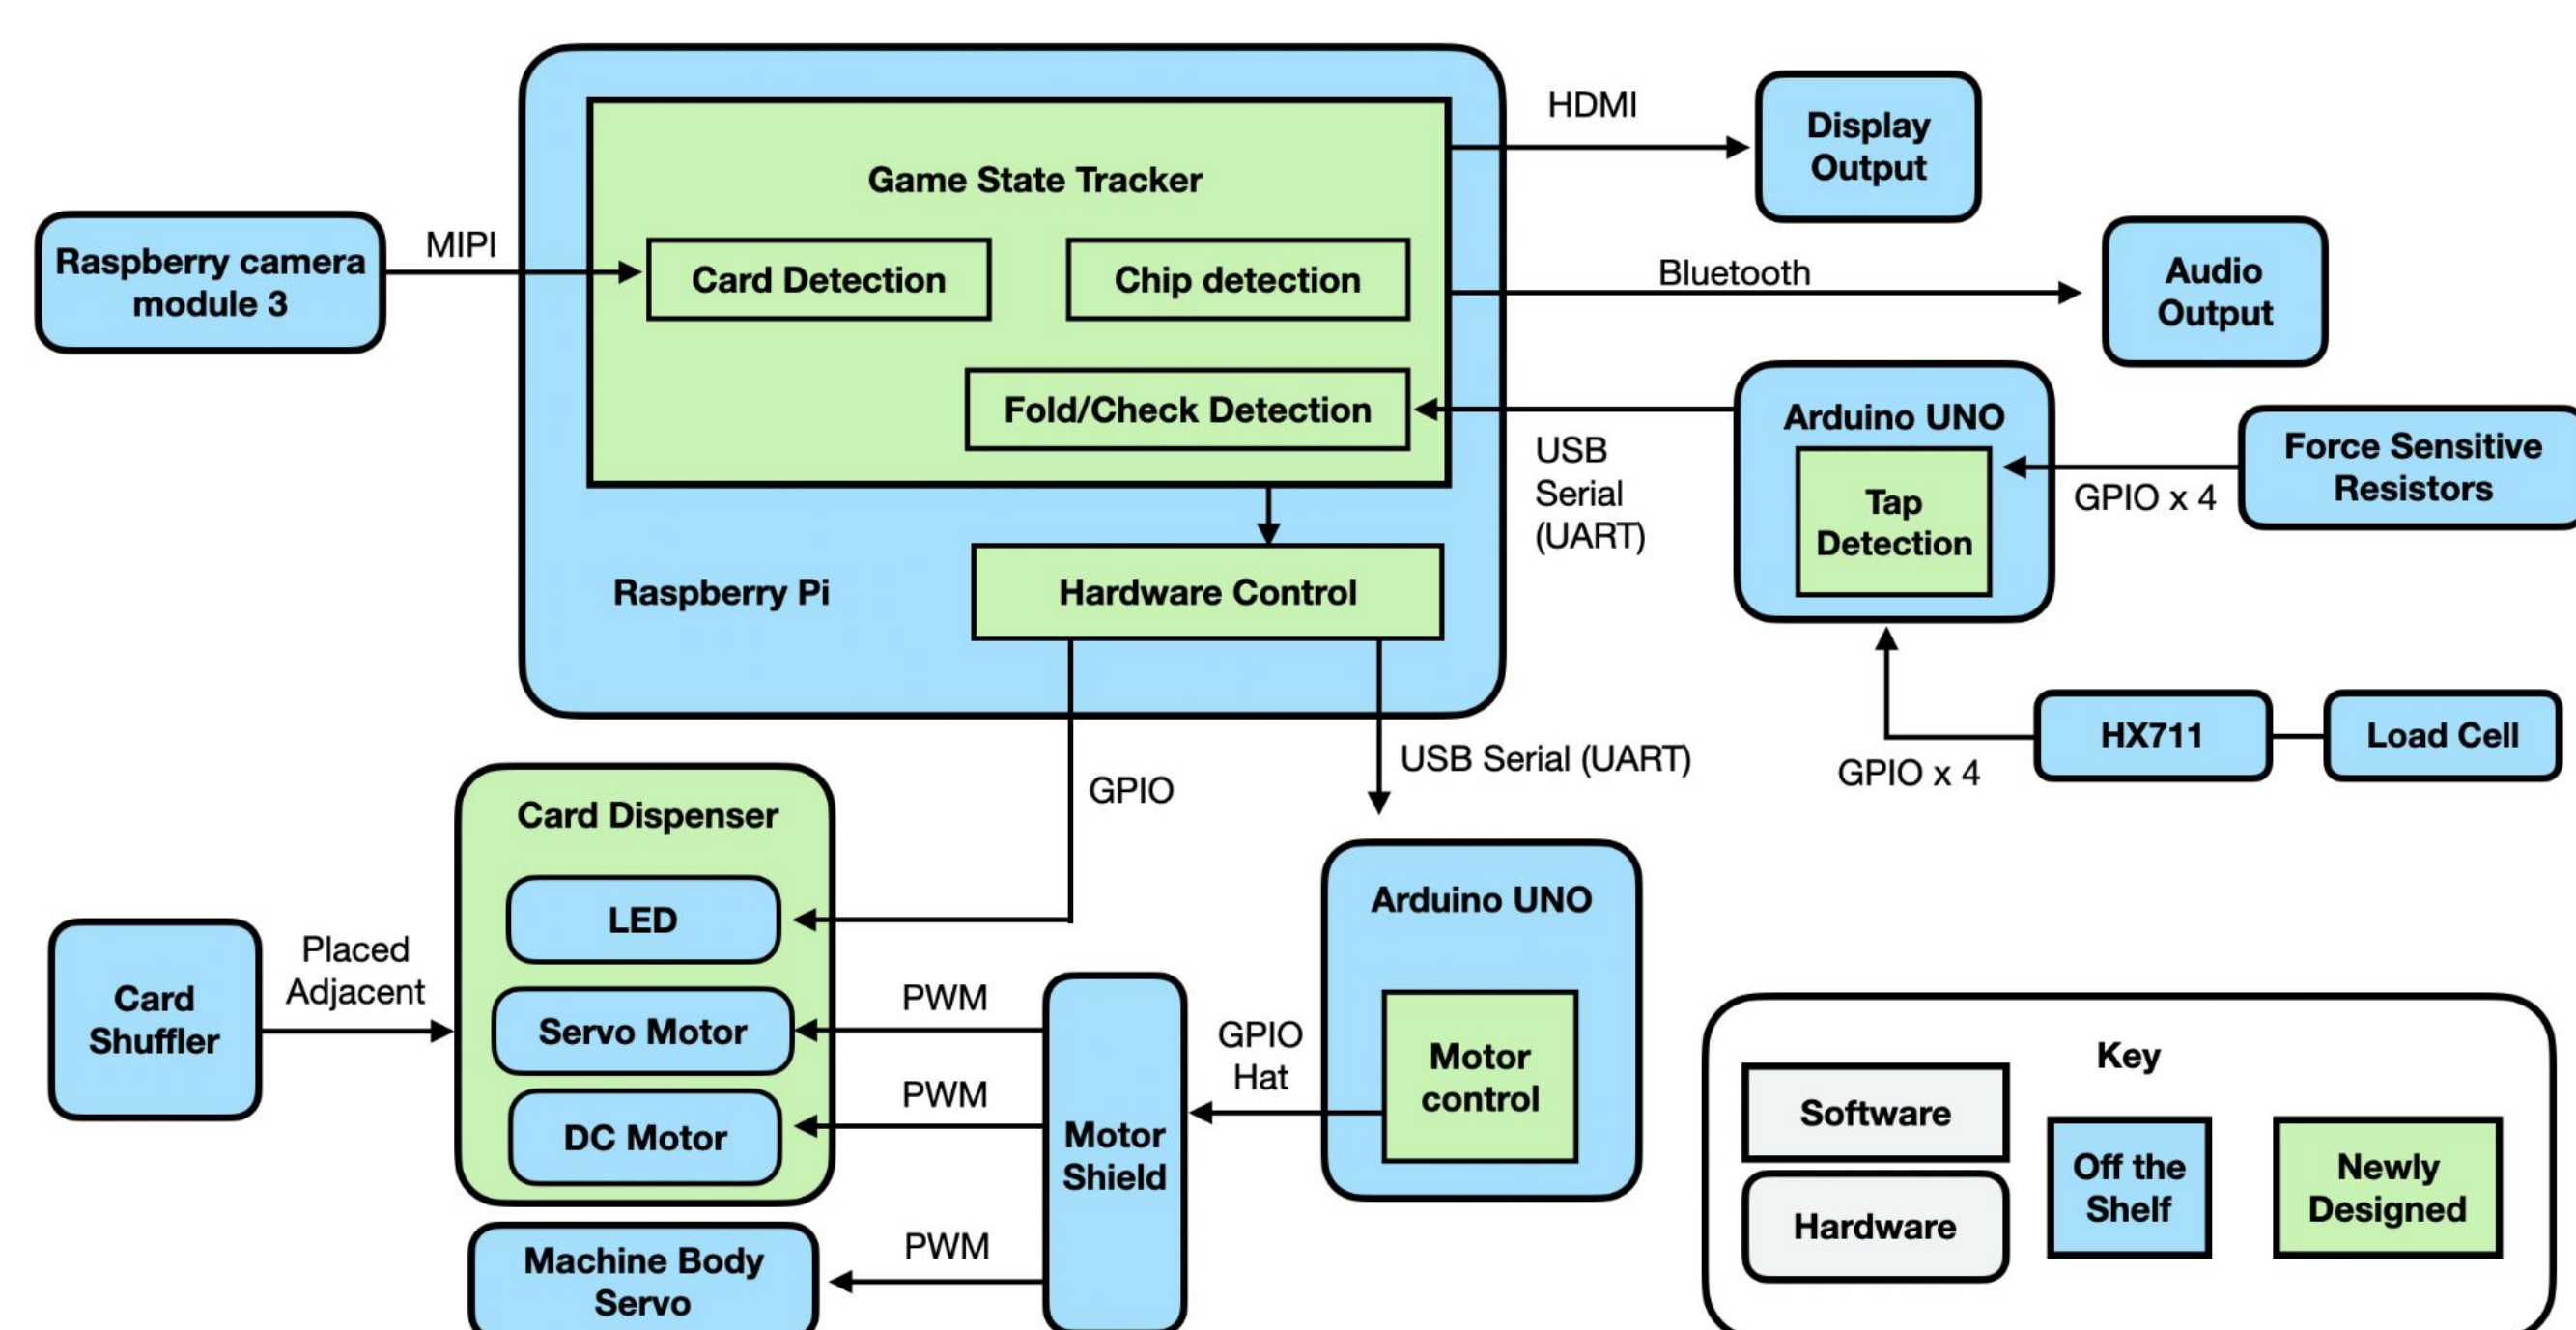 HDMI
Display
Output
Game State Tracker
Raspberry camera
module 3
MIPI
Card Detection
Chip detection
Bluetooth
Audio
Output
Fold/Check Detection
USB
Serial
(UART)
Arduino UNO
Tap
Detection
GPIO x 4
Force Sensitive
Resistors
Raspberry Pi
Hardware Control
GPIO
USB Serial (UART)
GPIO x 4
HX711
Load Cell
Card Dispenser
LED
Servo Motor
DC Motor
Card
Shuffler
Placed
Adjacent
PWM
PWM
PWM
Machine Body
Servo
Motor
Shield
GPIO
Hat
Arduino UNO
Motor
control
Key
Software
Hardware
Off the
Shelf
Newly
Designed